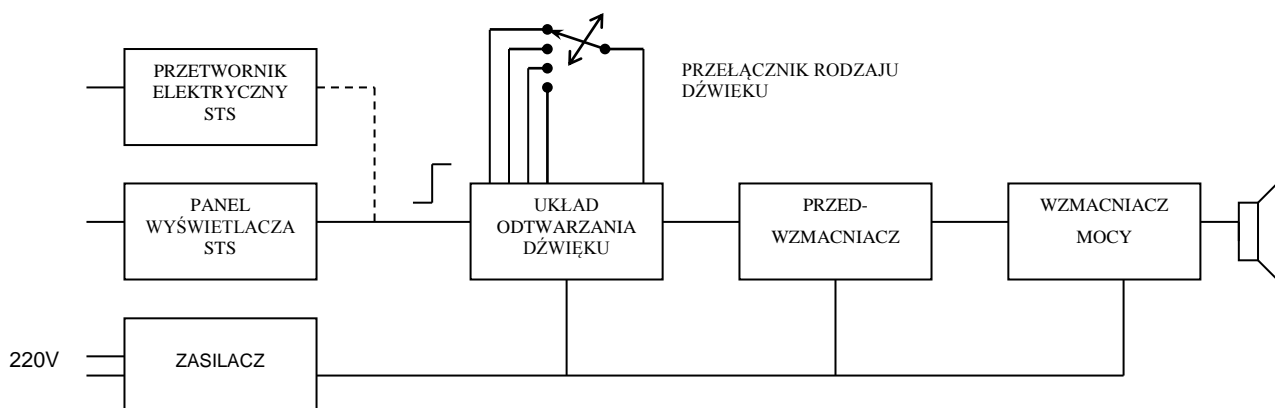 PRZETWORNIK
ELEKTRYCZNY
STS
PRZEŁĄCZNIK RODZAJU
DŹWIEKU
PANEL
WYŚWIETLACZA
STS
UKŁAD
ODTWARZANIA
DŹWIĘKU
PRZED-
WZMACNIACZ
WZMACNIACZ
MOCY
220V
ZASILACZ